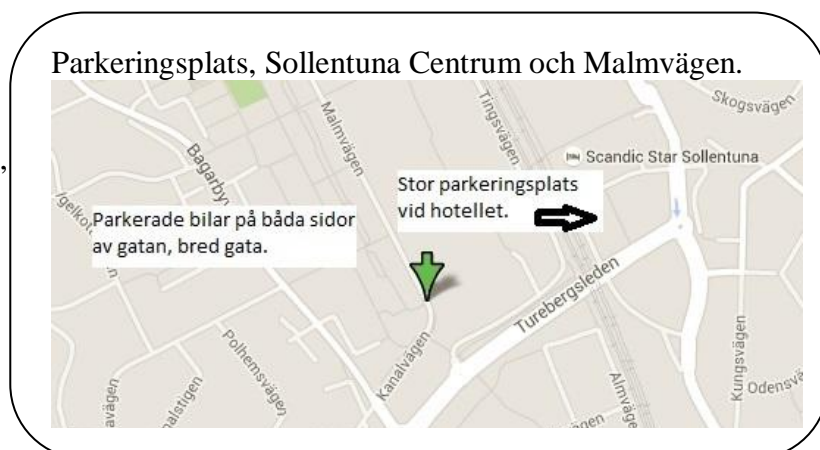 Parkeringsplats, Sollentuna Centrum och Malmvägen.
,
Skogsvägen
Malmvägen
Tingsvägen
Scandic Star Sollentuna
Stor parkeringsplats
vid hotellet.
Parkerade bilar på båda sidor
av gatan, bred gata.
Turebergsleden
Kanalvägen
Polhemsvägen
Kungsvägen